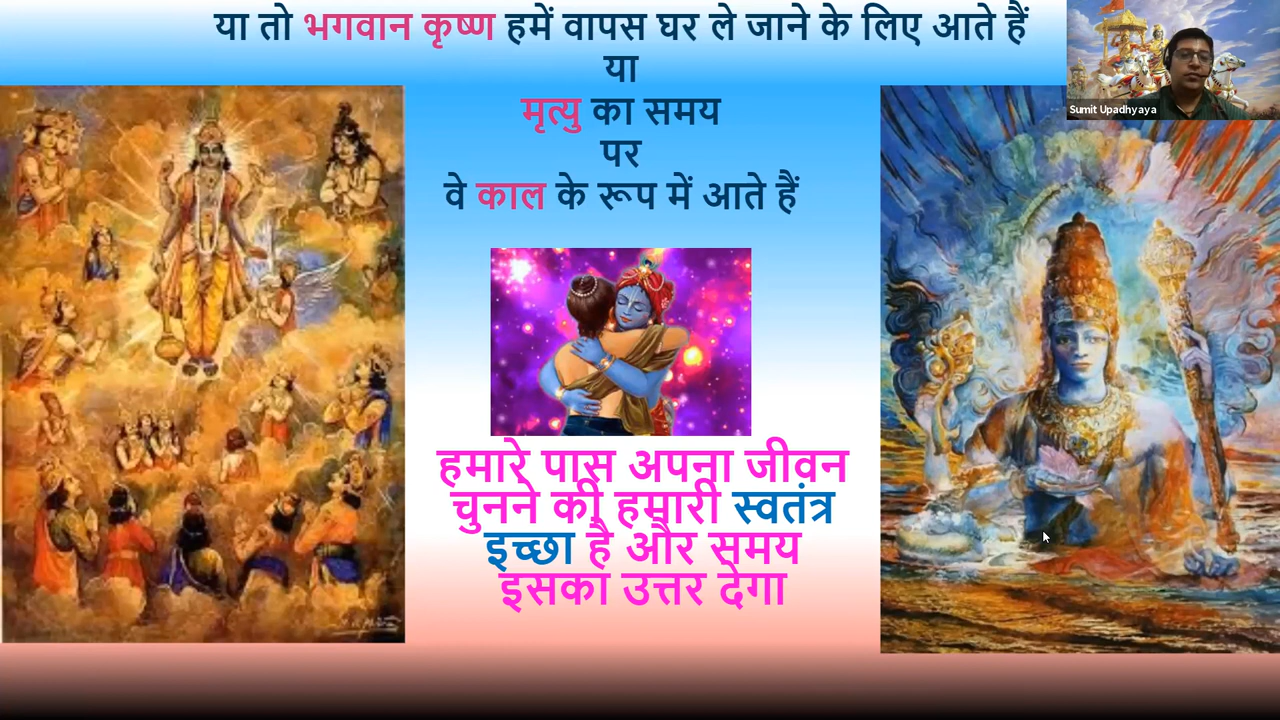 या तो भगवान कृष्ण हमें वापस घर ले जाने के लिए आते हैं
या
मृत्यु का समय
पर
वे काल के रूप में आते हैं
Sumit Upadhyaya
हमारे पास अपना जीवन
चुनने की हमारी स्वतंत्र
इच्छा है और समय
इसका उत्तर देगा